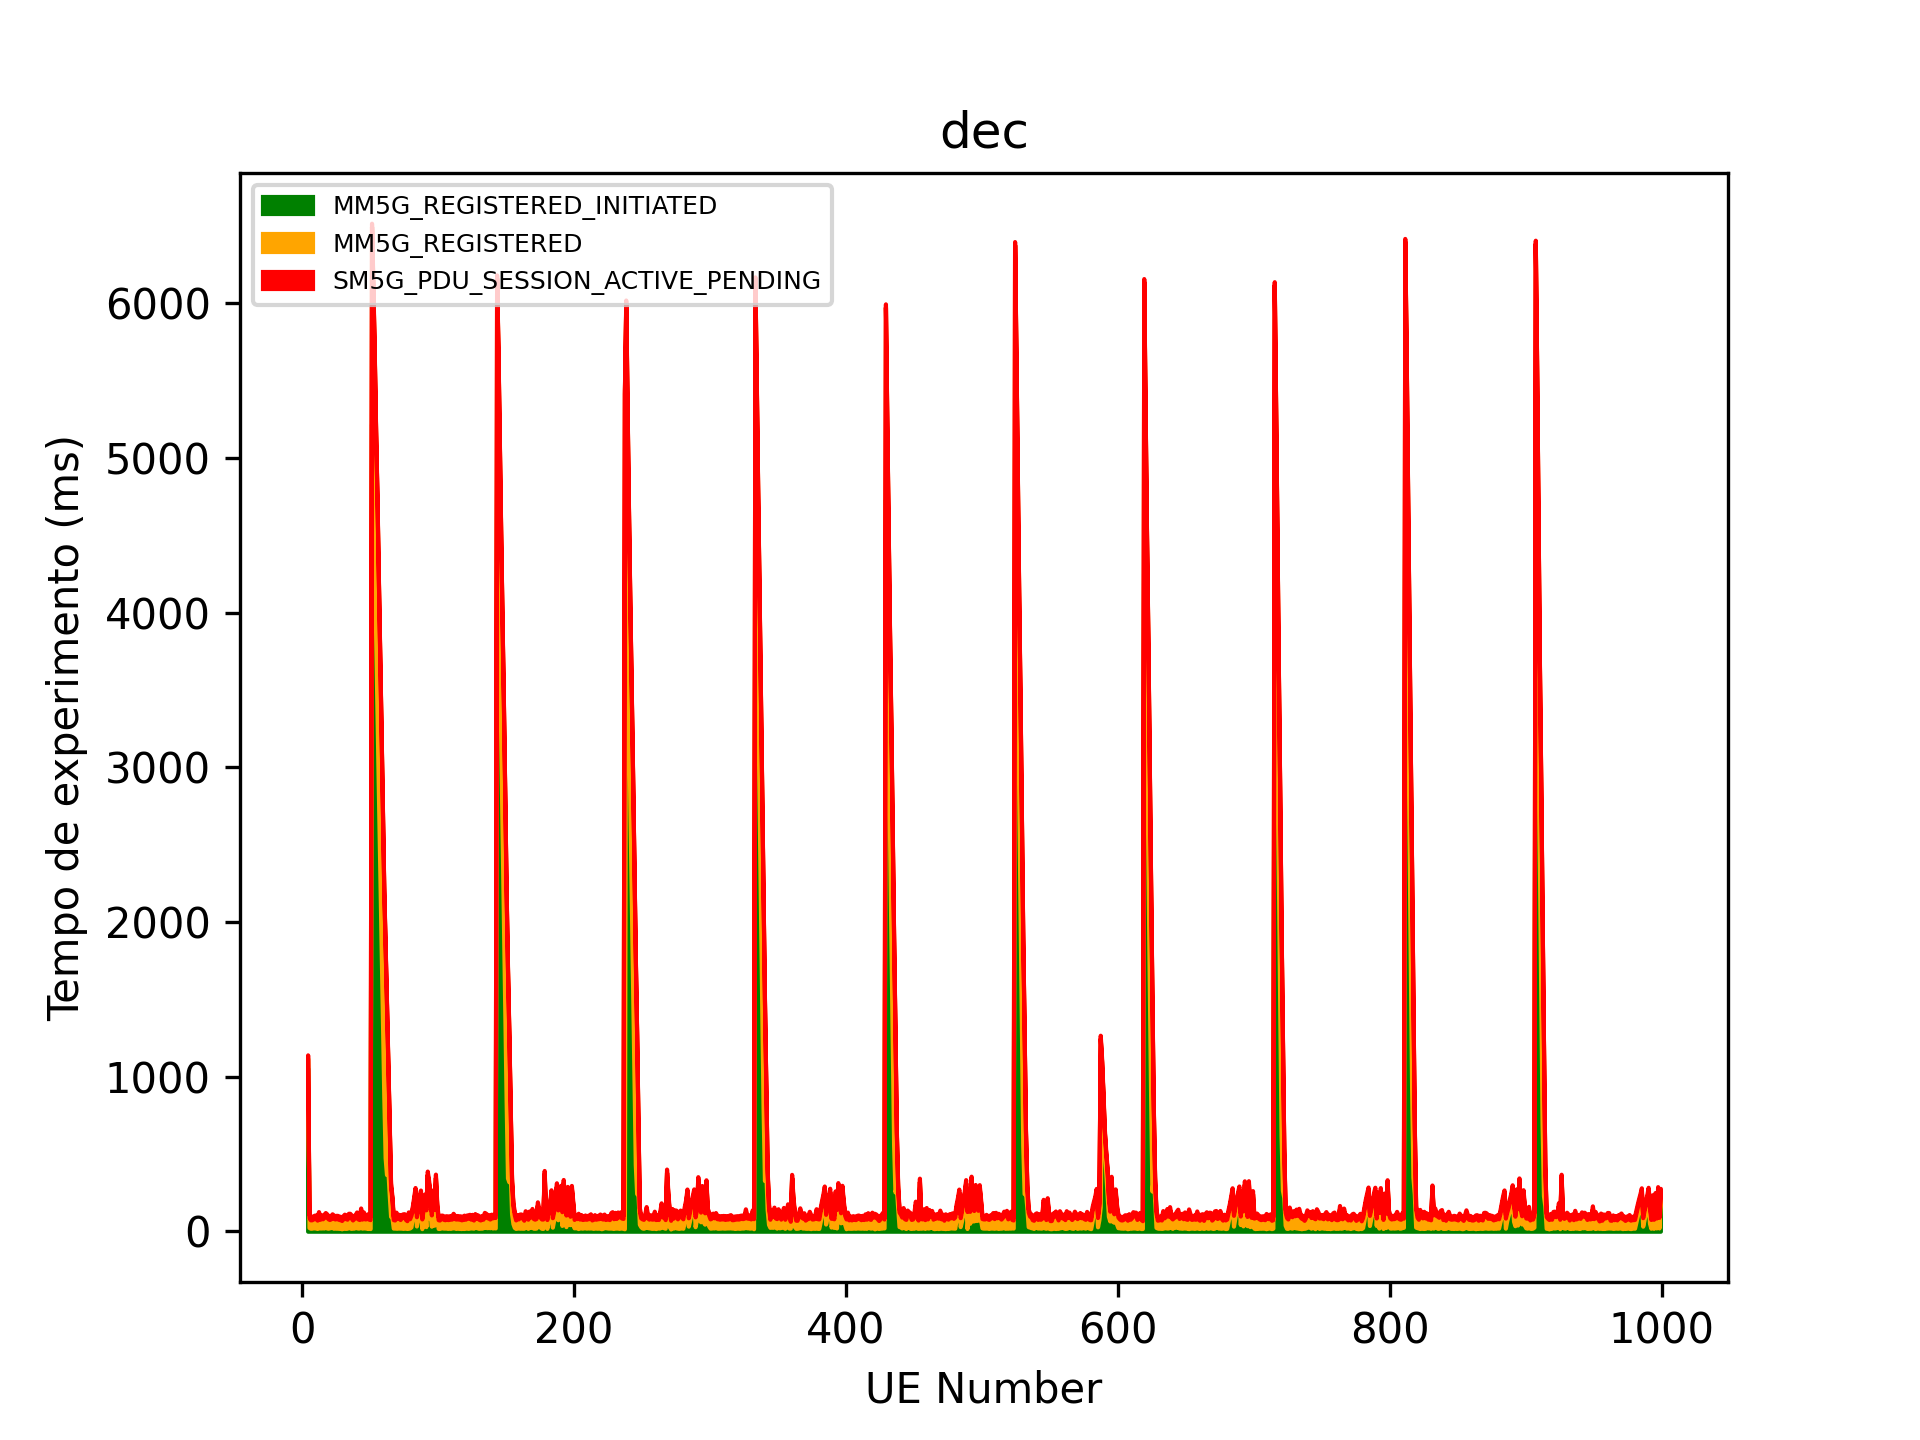 dec
MM5G_REGISTERED_INITIATED
MM5G_REGISTERED
SM5G_PDU_SESSION_ACTIVE_PENDING
6000
5000
4000
3000
2000
1000
0
Tempo de experimento (ms)
0 200 400 600 800 1000
UE Number